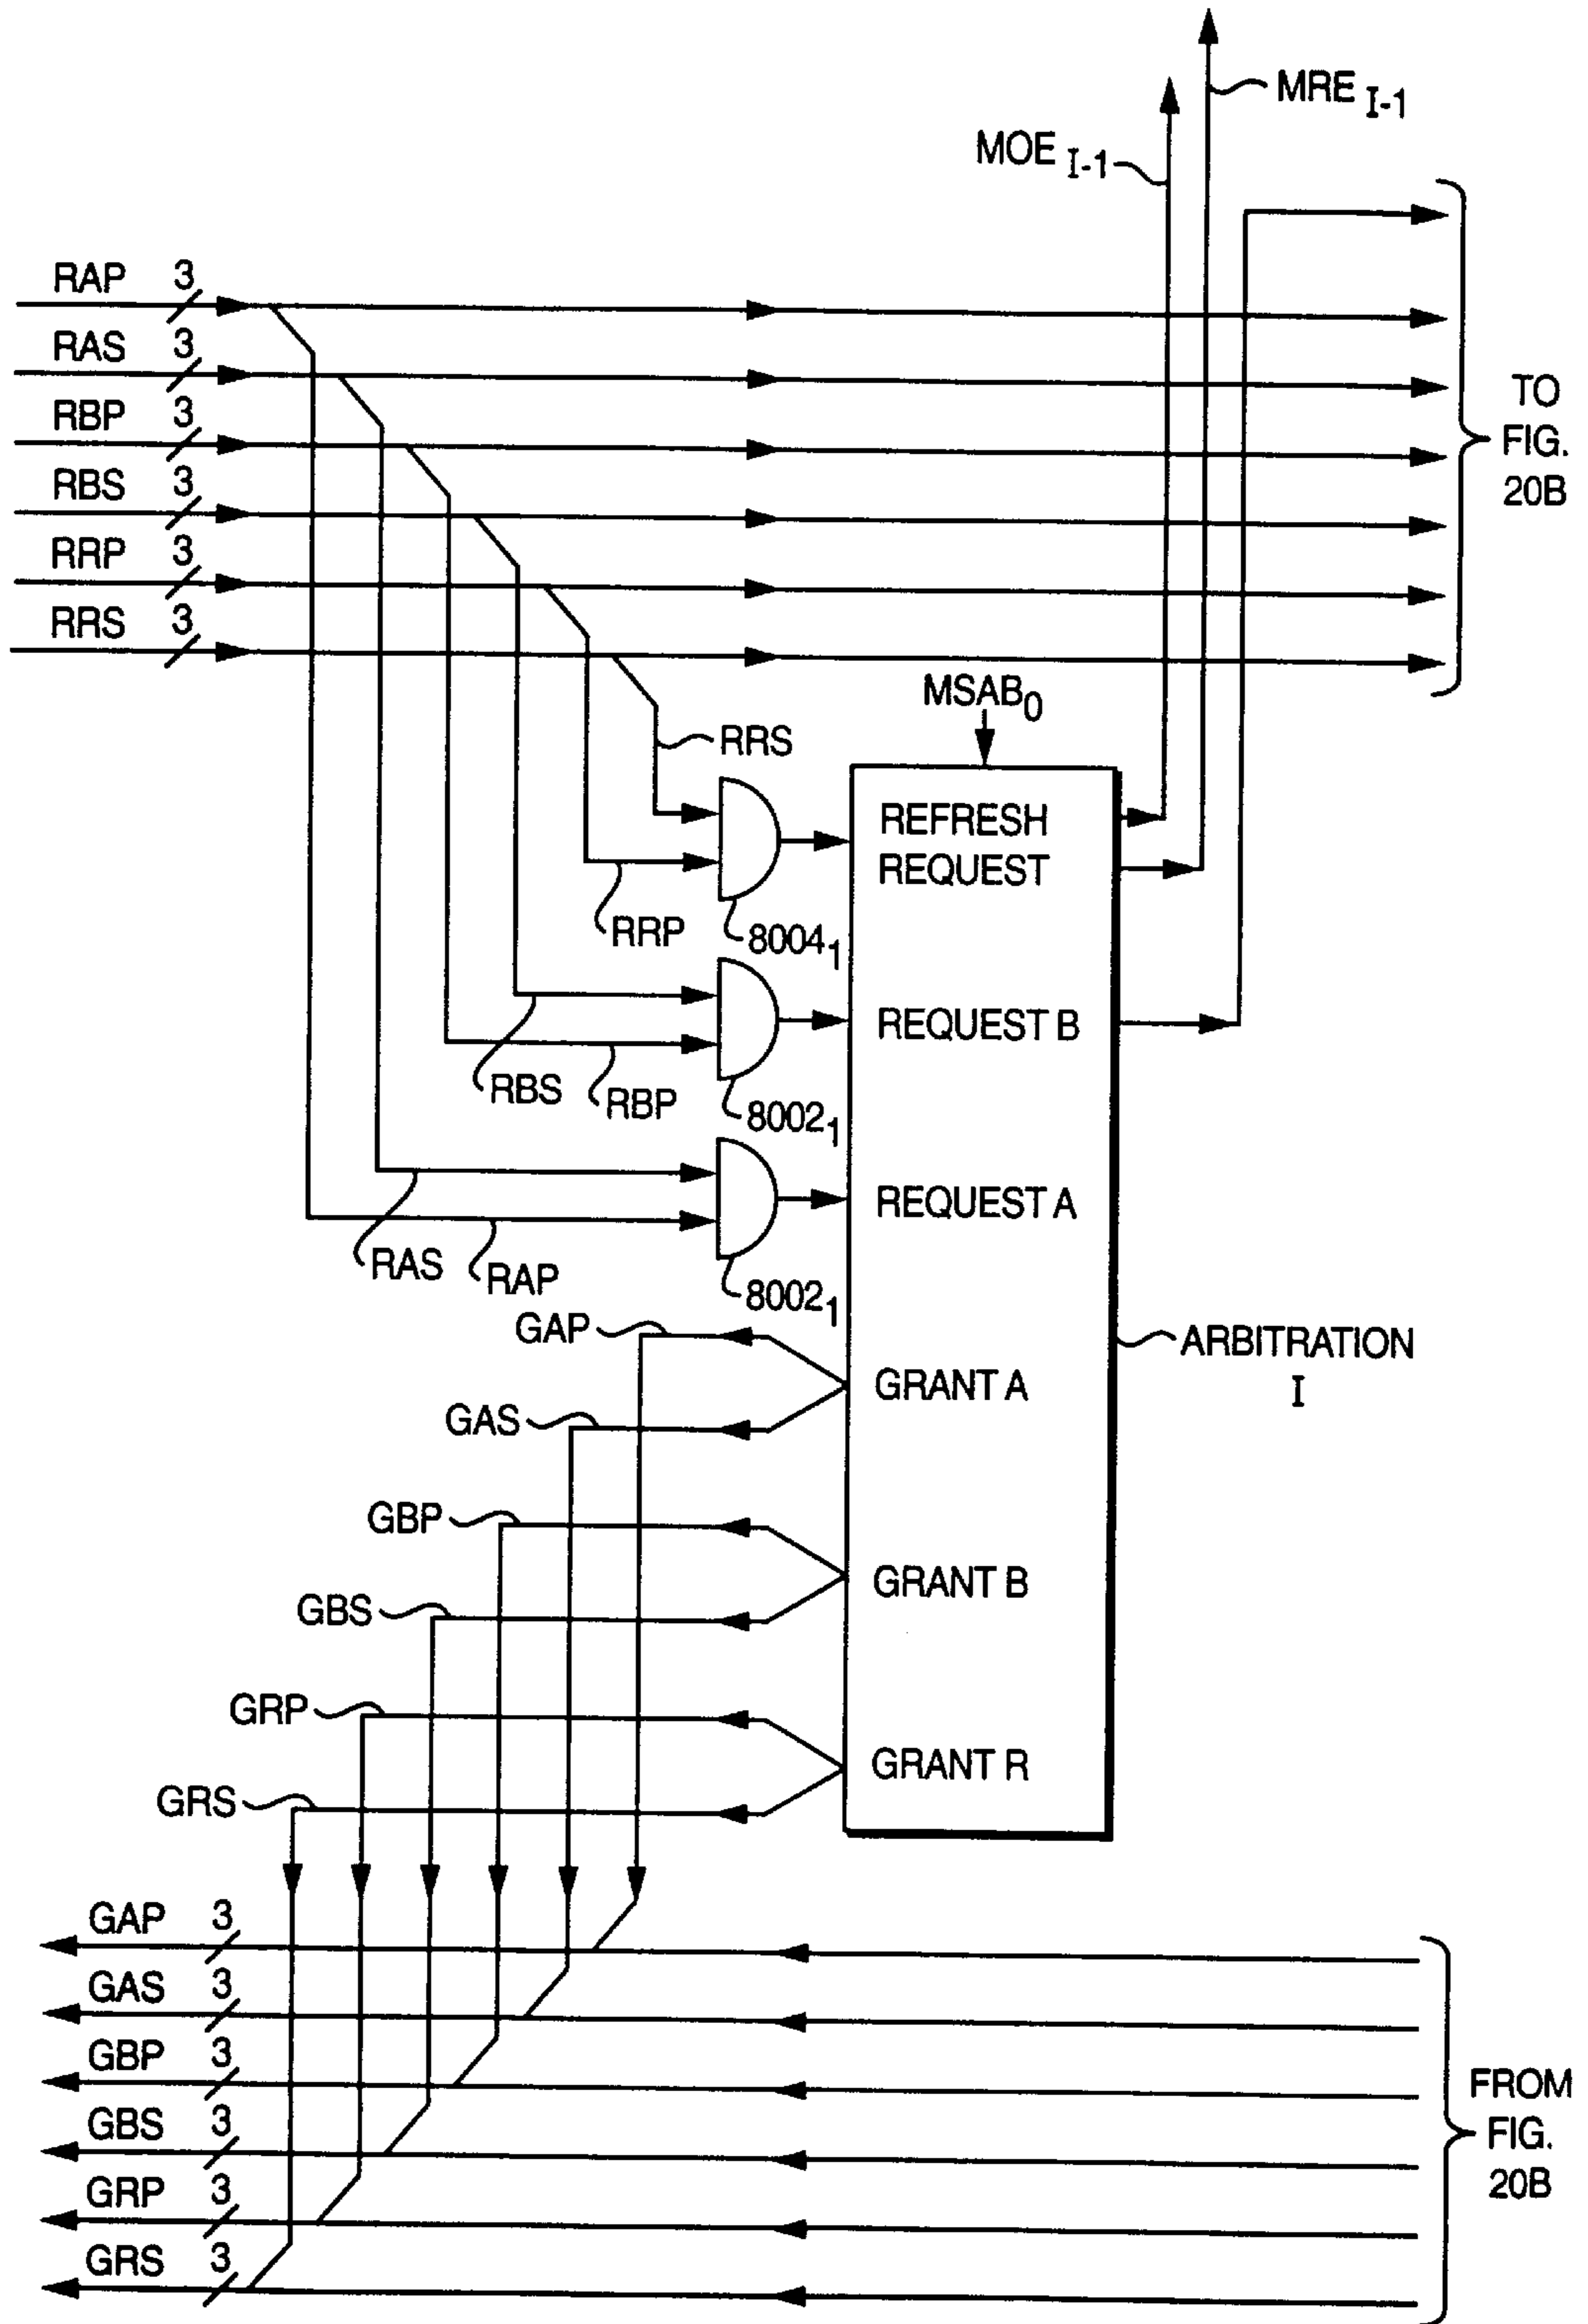 MRE I-1
MOE I-1
RAP 3
RAS 3
RBP 3
RBS 3
RRP 3
RRS 3
TO
FIG.
20B
MSAB0
RRS
REFRESH
REQUEST
RRP
80041
REQUEST B
RBS
RBP
80021
REQUEST A
RAS
RAP
80021
GAP
ARBITRATION
I
GRANT A
GAS
GBP
GRANT B
GBS
GRP
GRANT R
GRS
GAP 3
GAS 3
GBP 3
GBS 3
GRP 3
GRS 3
FROM
FIG.
20B